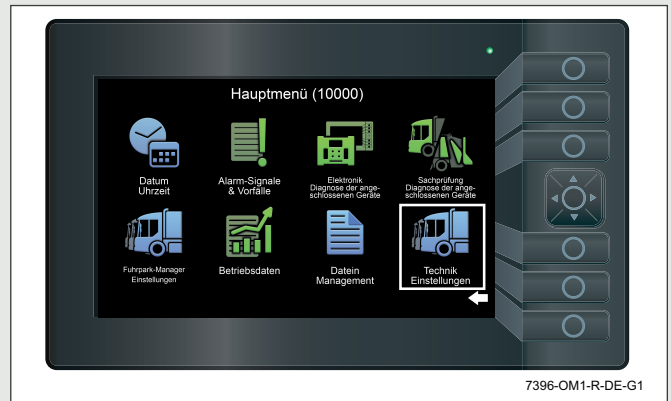 Hauptmenü (10000)
Datum
Uhrzeit
Alarm-Signale
& Vorfälle
Elektronik
Diagnose der ange-
schlossenen Geräte
Sachprüfung
Diagnose der ange-
schlossenen Geräte
Fuhrpark-Manager
Einstellungen
Betriebsdaten
Datein
Management
Technik
Einstellungen
7396-OM1-R-DE-G1